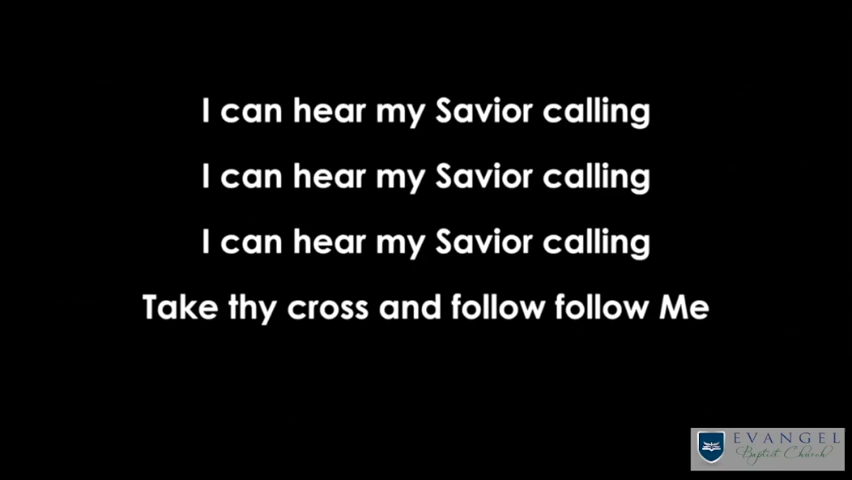 I can hear my Savior calling
I can hear my Savior calling
I can hear my Savior calling
Take thy cross and follow follow Me
EVANGEL
Baptist Church